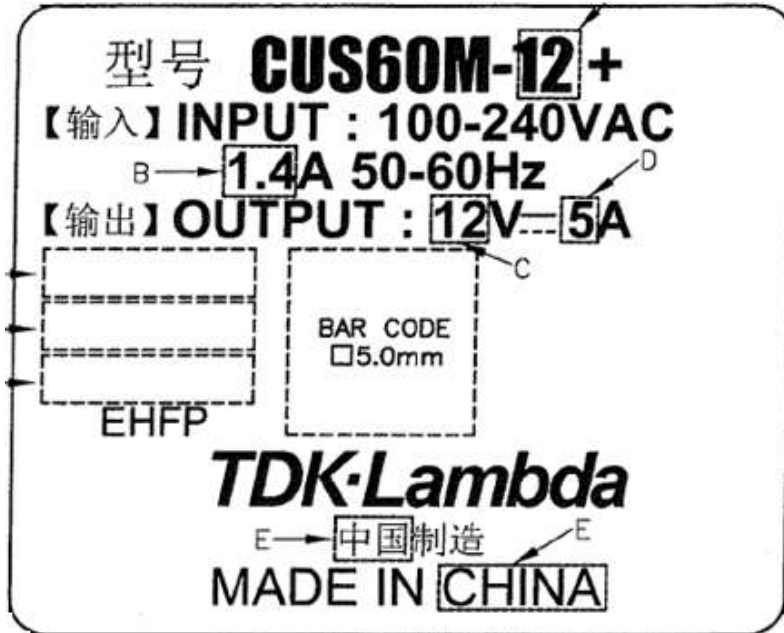 型号 CUS60M-12+
【输入】INPUT : 100-240VAC
B 1.4A 50-60Hz D
【输出】OUTPUT : 12V⎓5A
C
BAR CODE
□5.0mm
EHFP
TDK·Lambda
E 中国制造 E
MADE IN CHINA